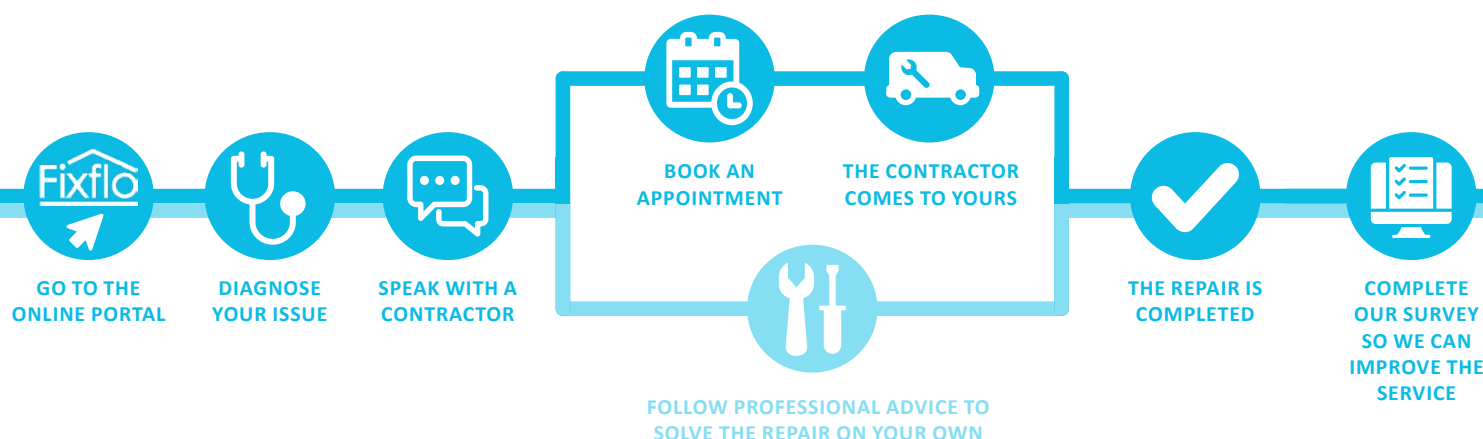 Fixflo
GO TO THE
ONLINE PORTAL
DIAGNOSE
YOUR ISSUE
SPEAK WITH A
CONTRACTOR
BOOK AN
APPOINTMENT
THE CONTRACTOR
COMES TO YOURS
FOLLOW PROFESSIONAL ADVICE TO
SOLVE THE REPAIR ON YOUR OWN
THE REPAIR IS
COMPLETED
COMPLETE
OUR SURVEY
SO WE CAN
IMPROVE THE
SERVICE